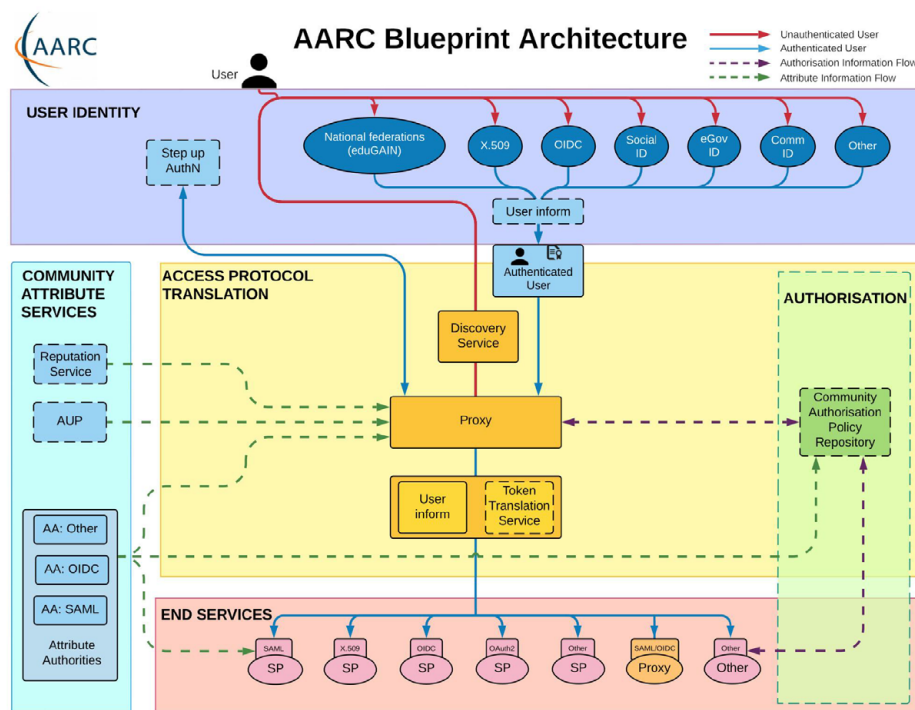 AARC
AARC Blueprint Architecture
Unauthenticated User
Authenticated User
Authorisation Information Flow
Attribute Information Flow
User
USER IDENTITY
Step up
AuthN
National federations
(eduGAIN)
X.509
OIDC
Social
ID
eGov
ID
Comm
ID
Other
User inform
Authenticated
User
COMMUNITY
ATTRIBUTE
SERVICES
ACCESS PROTOCOL
TRANSLATION
AUTHORISATION
Discovery
Service
Reputation
Service
AUP
Proxy
Community
Authorisation
Policy
Repository
User
inform
Token
Translation
Service
AA: Other
AA: OIDC
AA: SAML
Attribute
Authorities
END SERVICES
SAML
SP
X.509
SP
OIDC
SP
OAuth2
SP
Other
SP
SAML/OIDC
Proxy
Other
Other